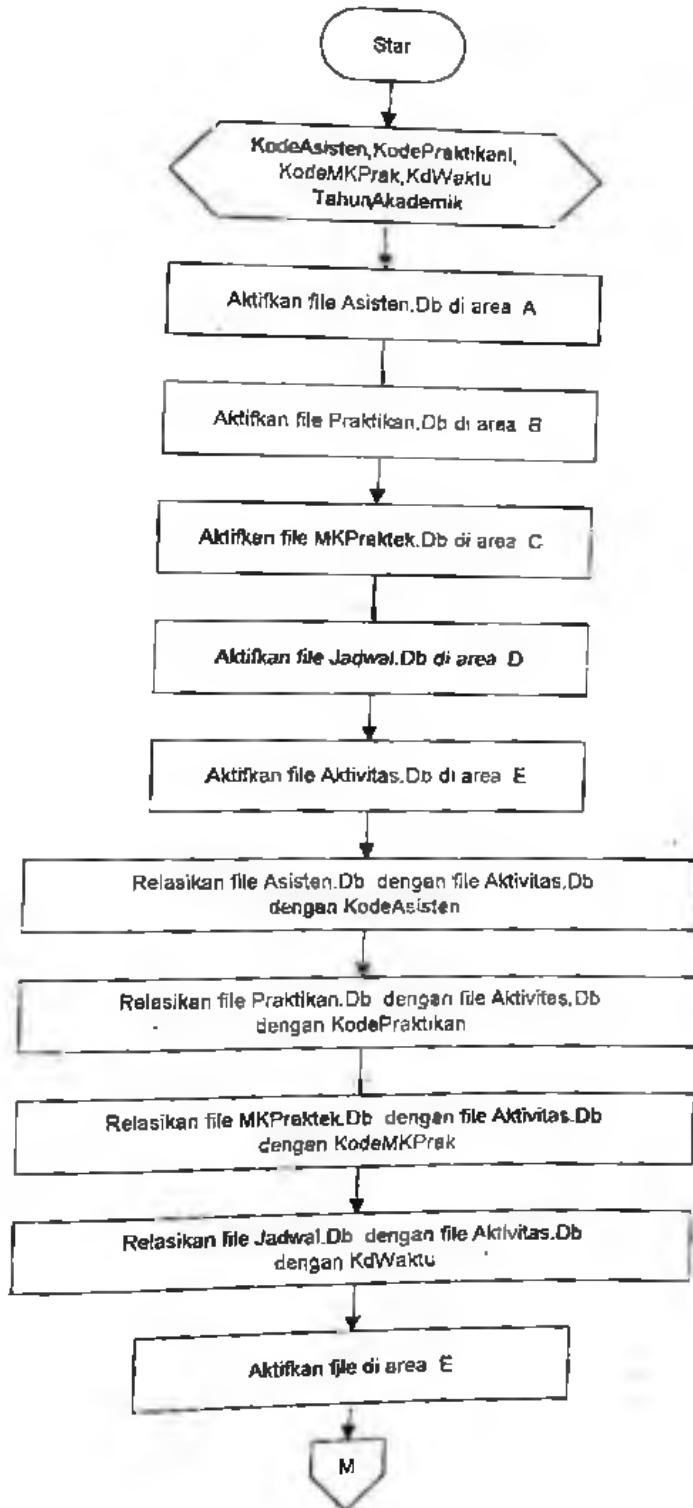 Star
KodeAsisten,KodePraktikanl,
KodeMKPrak,KdWaktu
TahunAkademik
Aktifkan file Asisten.Db di area A
Aktifkan file Praktikan.Db di area B
Aktifkan file MKPraktek.Db di area C
Aktifkan file Jadwal.Db di area D
Aktifkan file Aktivitas.Db di area E
Relasikan file Asisten.Db dengan file Aktivitas.Db
dengan KodeAsisten
Relasikan file Praktikan.Db dengan file Aktivitas.Db
dengan KodePraktikan
Relasikan file MKPraktek.Db dengan file Aktivitas.Db
dengan KodeMKPrak
Relasikan file Jadwal.Db dengan file Aktivitas.Db
dengan KdWaktu
Aktifkan file di area E
M